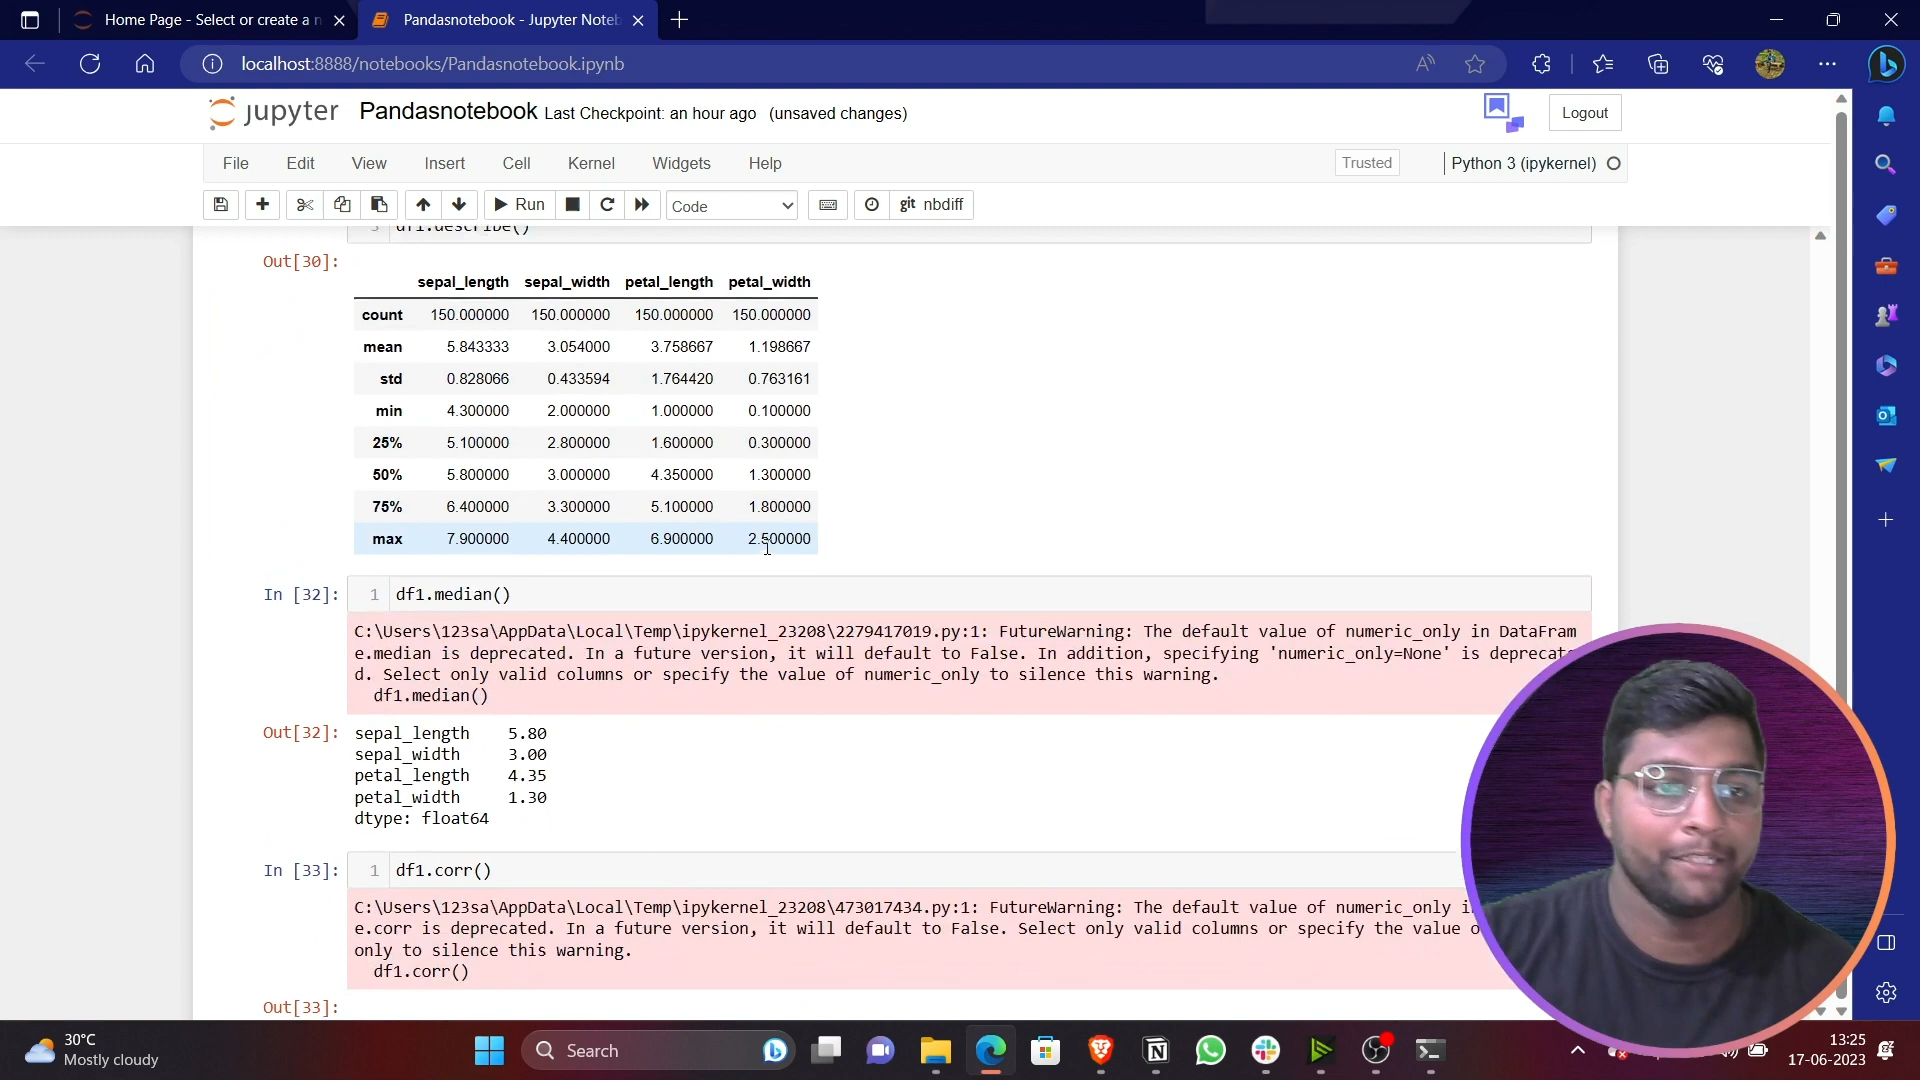 Home Page - Select or create a n
Pandasnotebook - Jupyter Noteb
localhost:8888/notebooks/Pandasnotebook.ipynb
jupyter Pandasnotebook Last Checkpoint: an hour ago (unsaved changes)
Logout
File Edit View Insert Cell Kernel Widgets Help
Trusted
Python 3 (ipykernel)
Run
Code
git nbdiff
3 df1.describe()
Out[30]:
sepal_length sepal_width petal_length petal_width
count 150.000000 150.000000 150.000000 150.000000
mean 5.843333 3.054000 3.758667 1.198667
std 0.828066 0.433594 1.764420 0.763161
min 4.300000 2.000000 1.000000 0.100000
25% 5.100000 2.800000 1.600000 0.300000
50% 5.800000 3.000000 4.350000 1.300000
75% 6.400000 3.300000 5.100000 1.800000
max 7.900000 4.400000 6.900000 2.500000
In [32]: 1 df1.median()
C:\Users\123sa\AppData\Local\Temp\ipykernel_23208\2279417019.py:1: FutureWarning: The default value of numeric_only in DataFram
e.median is deprecated. In a future version, it will default to False. In addition, specifying 'numeric_only=None' is deprecate
d. Select only valid columns or specify the value of numeric_only to silence this warning.
df1.median()
Out[32]: sepal_length 5.80
sepal_width 3.00
petal_length 4.35
petal_width 1.30
dtype: float64
In [33]: 1 df1.corr()
C:\Users\123sa\AppData\Local\Temp\ipykernel_23208\473017434.py:1: FutureWarning: The default value of numeric_only i
e.corr is deprecated. In a future version, it will default to False. Select only valid columns or specify the value o
only to silence this warning.
df1.corr()
Out[33]:
30°C
Mostly cloudy
Search
13:25
17-06-2023